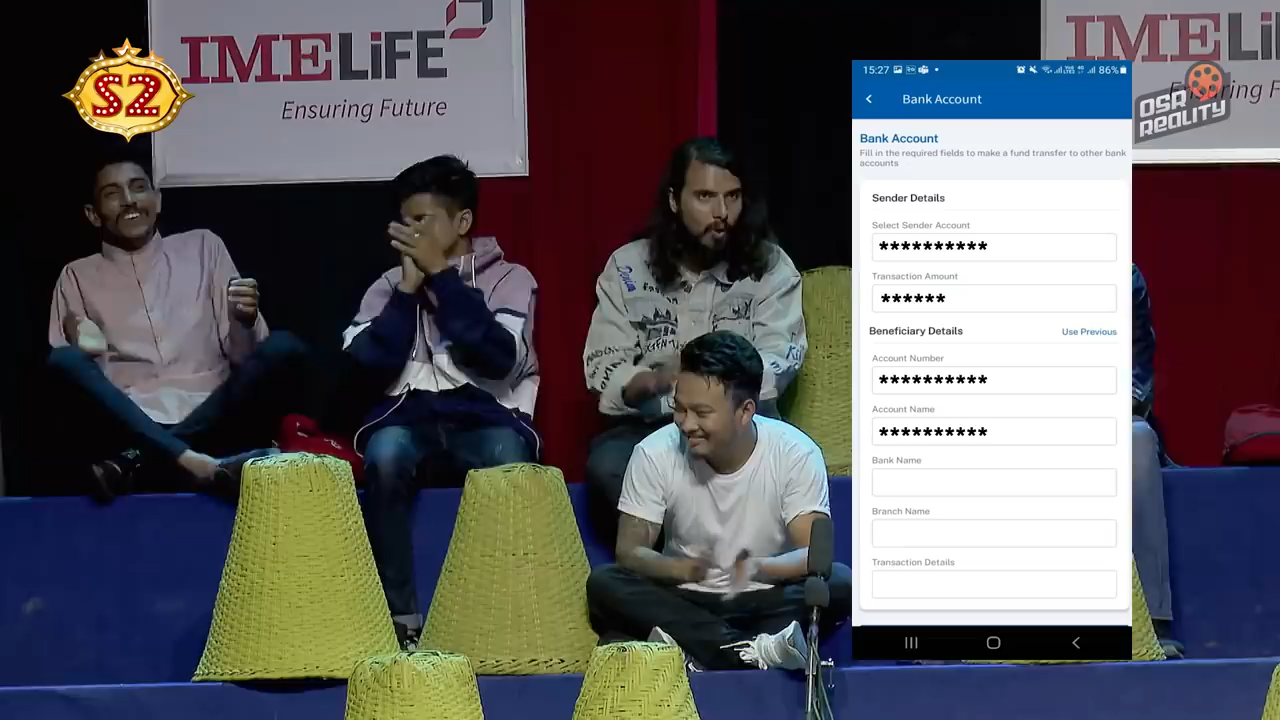 IMELiFE
Ensuring Future
S2
IMELi
Ensuring F
OSR
REALITY
15:27
86%
Bank Account
Bank Account
Fill in the required fields to make a fund transfer to other bank
accounts
Sender Details
Select Sender Account
**********
Transaction Amount
******
Beneficiary Details
Use Previous
Account Number
**********
Account Name
**********
Bank Name
Branch Name
Transaction Details